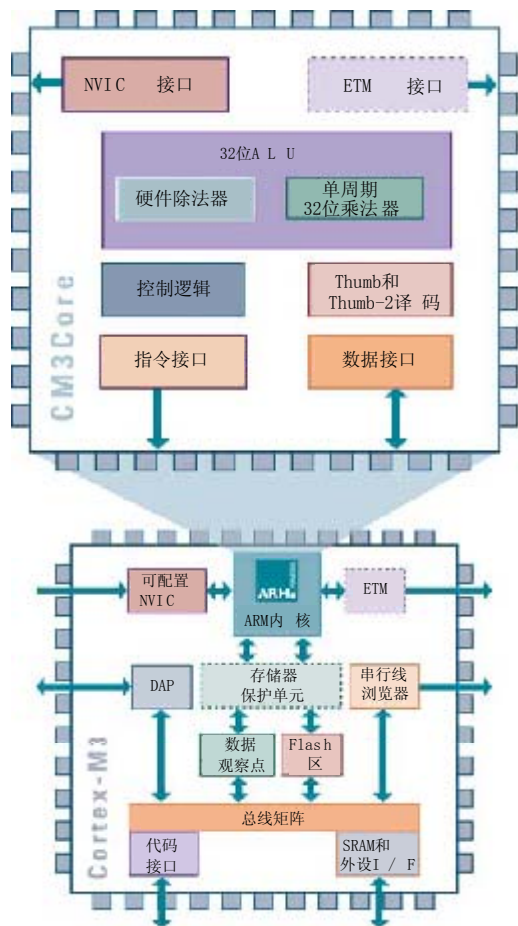 NVIC 接口
ETM 接口
32位A L U
硬件除法器
单周期
32位乘法器
控制逻辑
Thumb和
Thumb-2译 码
指令接口
数据接口
CM3Core
可配置
NVIC
ARM
ARM内 核
ETM
DAP
存储器
保护单元
串行线
浏览器
数据
观察点
Flash
区
总线矩阵
代码
接口
SRAM和
外设I / F
Cortex-M3